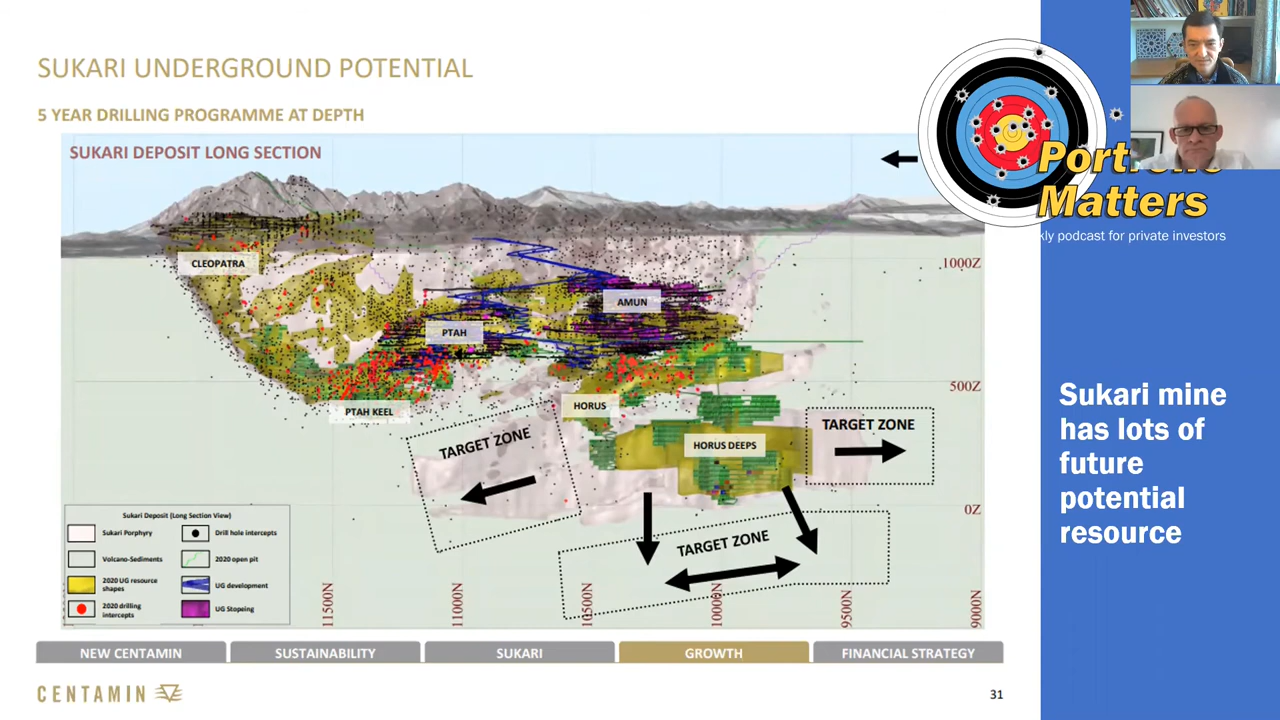 SUKARI UNDERGROUND POTENTIAL
5 YEAR DRILLING PROGRAMME AT DEPTH
SUKARI DEPOSIT LONG SECTION
CLEOPATRA
AMUN
PTAH
PTAH KEEL
HORUS
HORUS DEEPS
TARGET ZONE
TARGET ZONE
TARGET ZONE
1000Z
500Z
0Z
11500N
11000N
10500N
10000N
9500N
9000N
Sukari Deposit (Long Section View)
Sukari Porphyry
Drill hole intercepts
Volcano-Sediments
2020 open pit
2020 UG resource
shapes
UG development
2020 drilling
intercepts
UG Stopeing
NEW CENTAMIN
SUSTAINABILITY
SUKARI
GROWTH
FINANCIAL STRATEGY
CENTAMIN
31
Portfolio
Matters
kly podcast for private investors
Sukari mine
has lots of
future
potential
resource